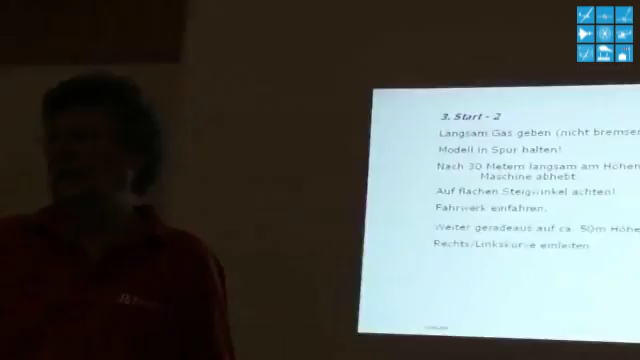 3. Start - 2
Langsam Gas geben (nicht bremsen
Modell in Spur halten!
Nach 30 Metern langsam am Höhen
Maschine abhebt
Auf flachen Steigwinkel achten!
Fahrwerk einfahren.
Weiter geradeaus auf ca. 50m Höhe
Rechts/Linkskurve einleiten